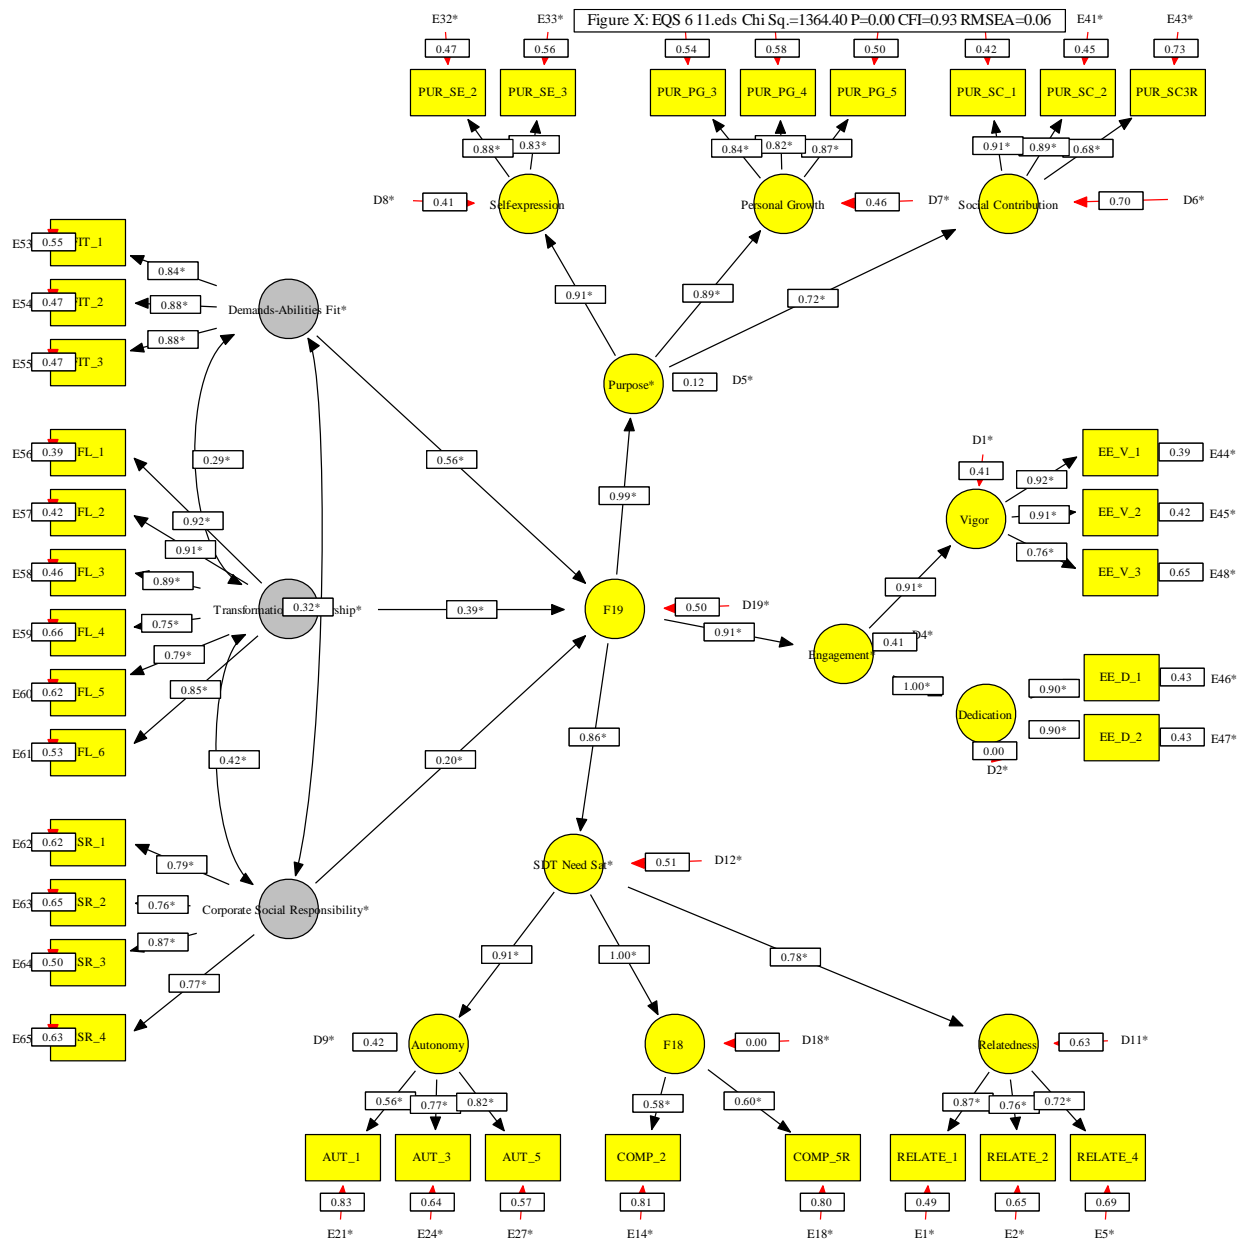 Figure X: EQS 6 11.eds Chi Sq.=1364.40 P=0.00 CFI=0.93 RMSEA=0.06
E32*
E33*
E41*
E43*
0.47
0.56
0.54
0.58
0.50
0.42
0.45
0.73
PUR_SE_2
PUR_SE_3
PUR_PG_3
PUR_PG_4
PUR_PG_5
PUR_SC_1
PUR_SC_2
PUR_SC3R
0.88*
0.83*
0.84*
0.82*
0.87*
0.91*
0.89*
0.68*
D8*
0.41
Self-expression
Personal Growth
0.46
D7*
Social Contribution
0.70
D6*
0.91*
0.89*
0.72*
Purpose*
0.12
D5*
0.99*
E53
0.55
FIT_1
E54
0.47
FIT_2
E55
0.47
FIT_3
0.84*
0.88*
0.88*
Demands-Abilities Fit*
0.29*
0.56*
E56
0.39
FL_1
E57
0.42
FL_2
E58
0.46
FL_3
E59
0.66
FL_4
E60
0.62
FL_5
E61
0.53
FL_6
0.92*
0.91*
0.89*
0.75*
0.79*
0.85*
0.32*
0.39*
0.42*
0.20*
F19
0.50
D19*
0.91*
Engagement*
0.41
D4*
D1*
0.41
Vigor
0.91*
0.92*
0.91*
0.76*
EE_V_1
0.39
E44*
EE_V_2
0.42
E45*
EE_V_3
0.65
E48*
1.00*
Dedication
0.00
D2*
0.90*
0.90*
EE_D_1
0.43
E46*
EE_D_2
0.43
E47*
E62
0.62
SR_1
E63
0.65
SR_2
E64
0.50
SR_3
E65
0.63
SR_4
0.79*
0.76*
0.87*
0.77*
Corporate Social Responsibility*
0.86*
SDT Need Sat*
0.51
D12*
0.91*
1.00*
0.78*
D9*
0.42
Autonomy
F18
0.00
D18*
Relatedness
0.63
D11*
0.56*
0.77*
0.82*
0.58*
0.60*
0.87*
0.76*
0.72*
AUT_1
AUT_3
AUT_5
COMP_2
COMP_5R
RELATE_1
RELATE_2
RELATE_4
0.83
0.64
0.57
0.81
0.80
0.49
0.65
0.69
E21*
E24*
E27*
E14*
E18*
E1*
E2*
E5*